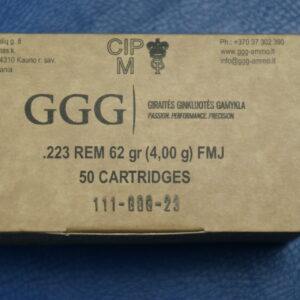 g. 8
CIP
M
Ph.: +370 37 302 390
www.ggg-ammo.lt
info@ggg-ammo.lt
GGG
GIRAITĖS GINKLUOTĖS GAMYKLA
PASSION. PERFORMANCE. PRECISION.
.223 REM 62 gr (4,00 g) FMJ
50 CARTRIDGES
111-GGG-23